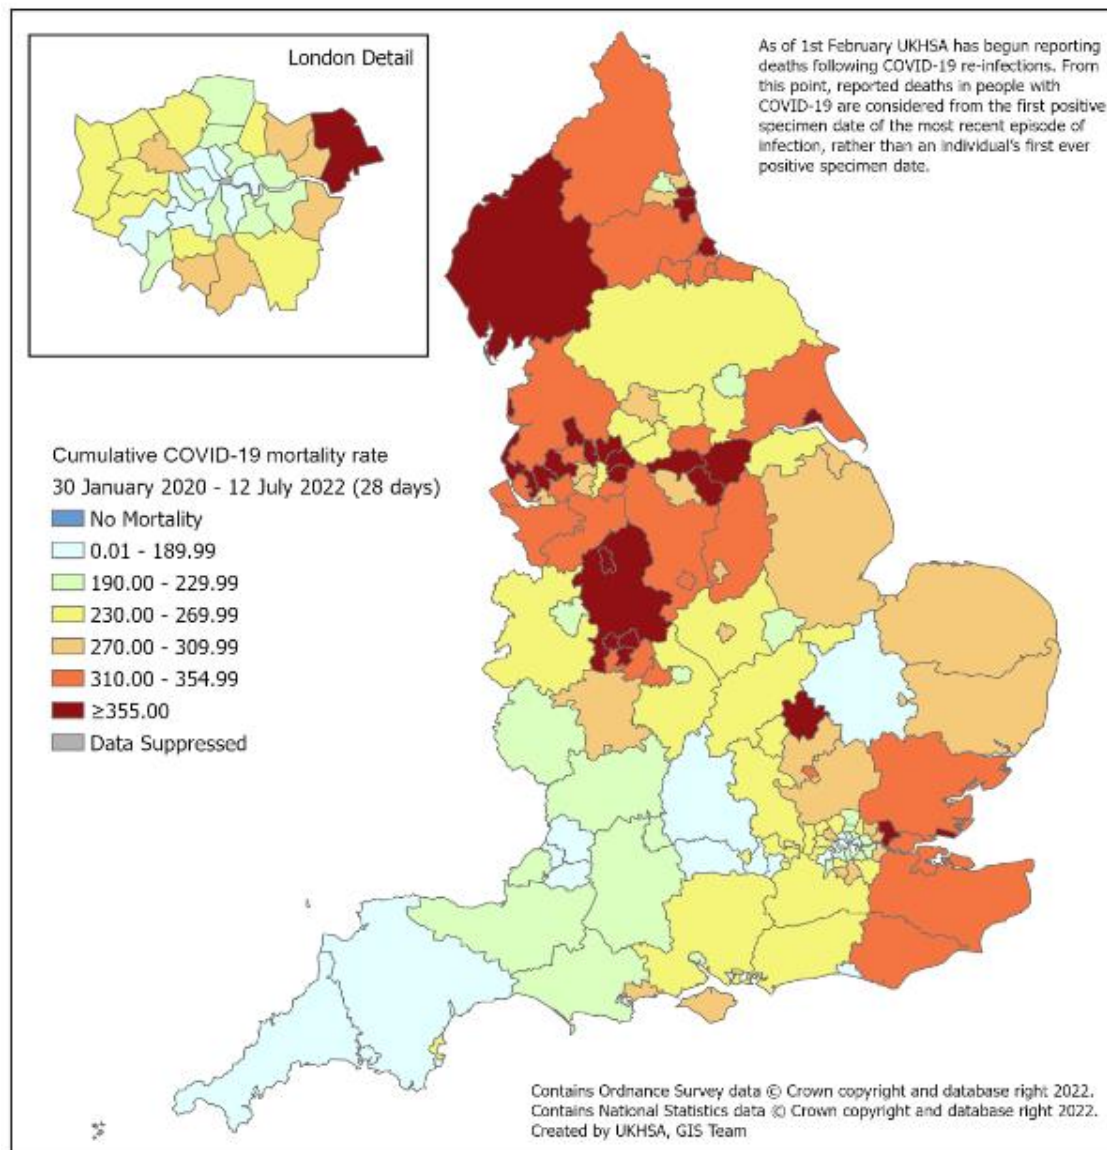 London Detail
As of 1st February UKHSA has begun reporting
deaths following COVID-19 re-infections. From
this point, reported deaths in people with
COVID-19 are considered from the first positive
specimen date of the most recent episode of
infection, rather than an individual's first ever
positive specimen date.
Cumulative COVID-19 mortality rate
30 January 2020 - 12 July 2022 (28 days)
No Mortality
0.01 - 189.99
190.00 - 229.99
230.00 - 269.99
270.00 - 309.99
310.00 - 354.99
≥355.00
Data Suppressed
Contains Ordnance Survey data © Crown copyright and database right 2022.
Contains National Statistics data © Crown copyright and database right 2022.
Created by UKHSA, GIS Team